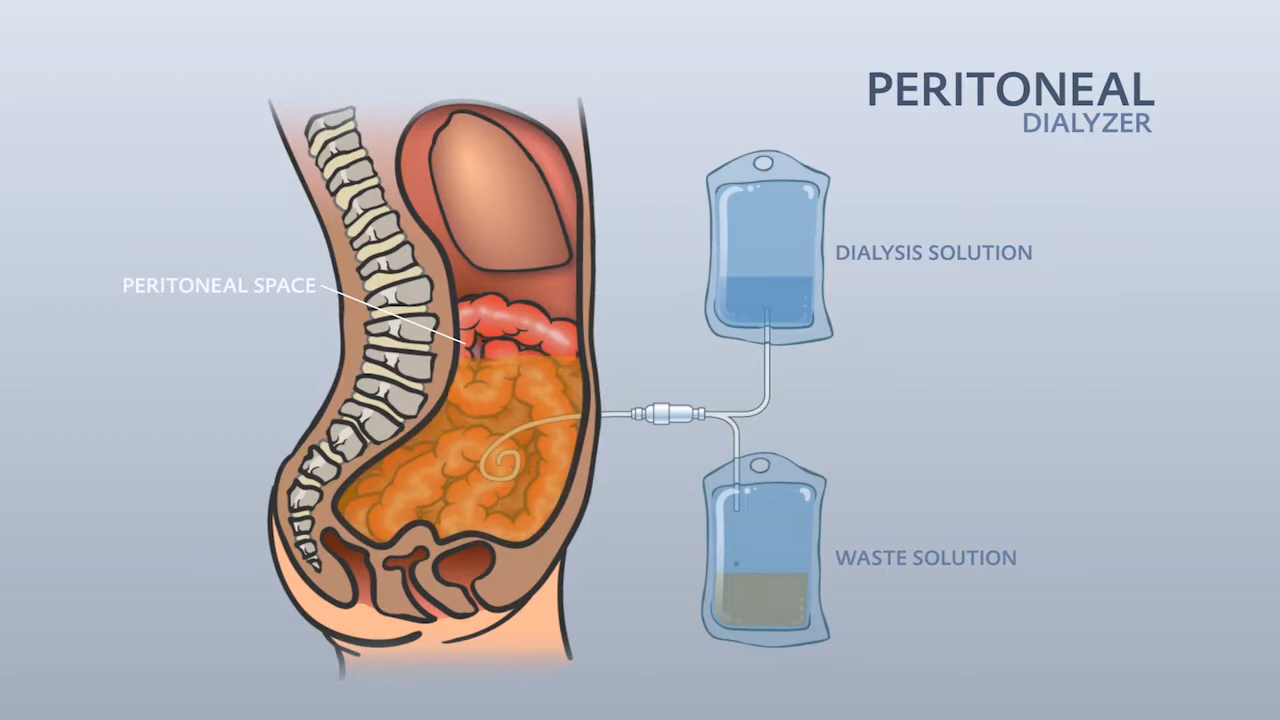 PERITONEAL
DIALYZER
DIALYSIS SOLUTION
PERITONEAL SPACE
WASTE SOLUTION